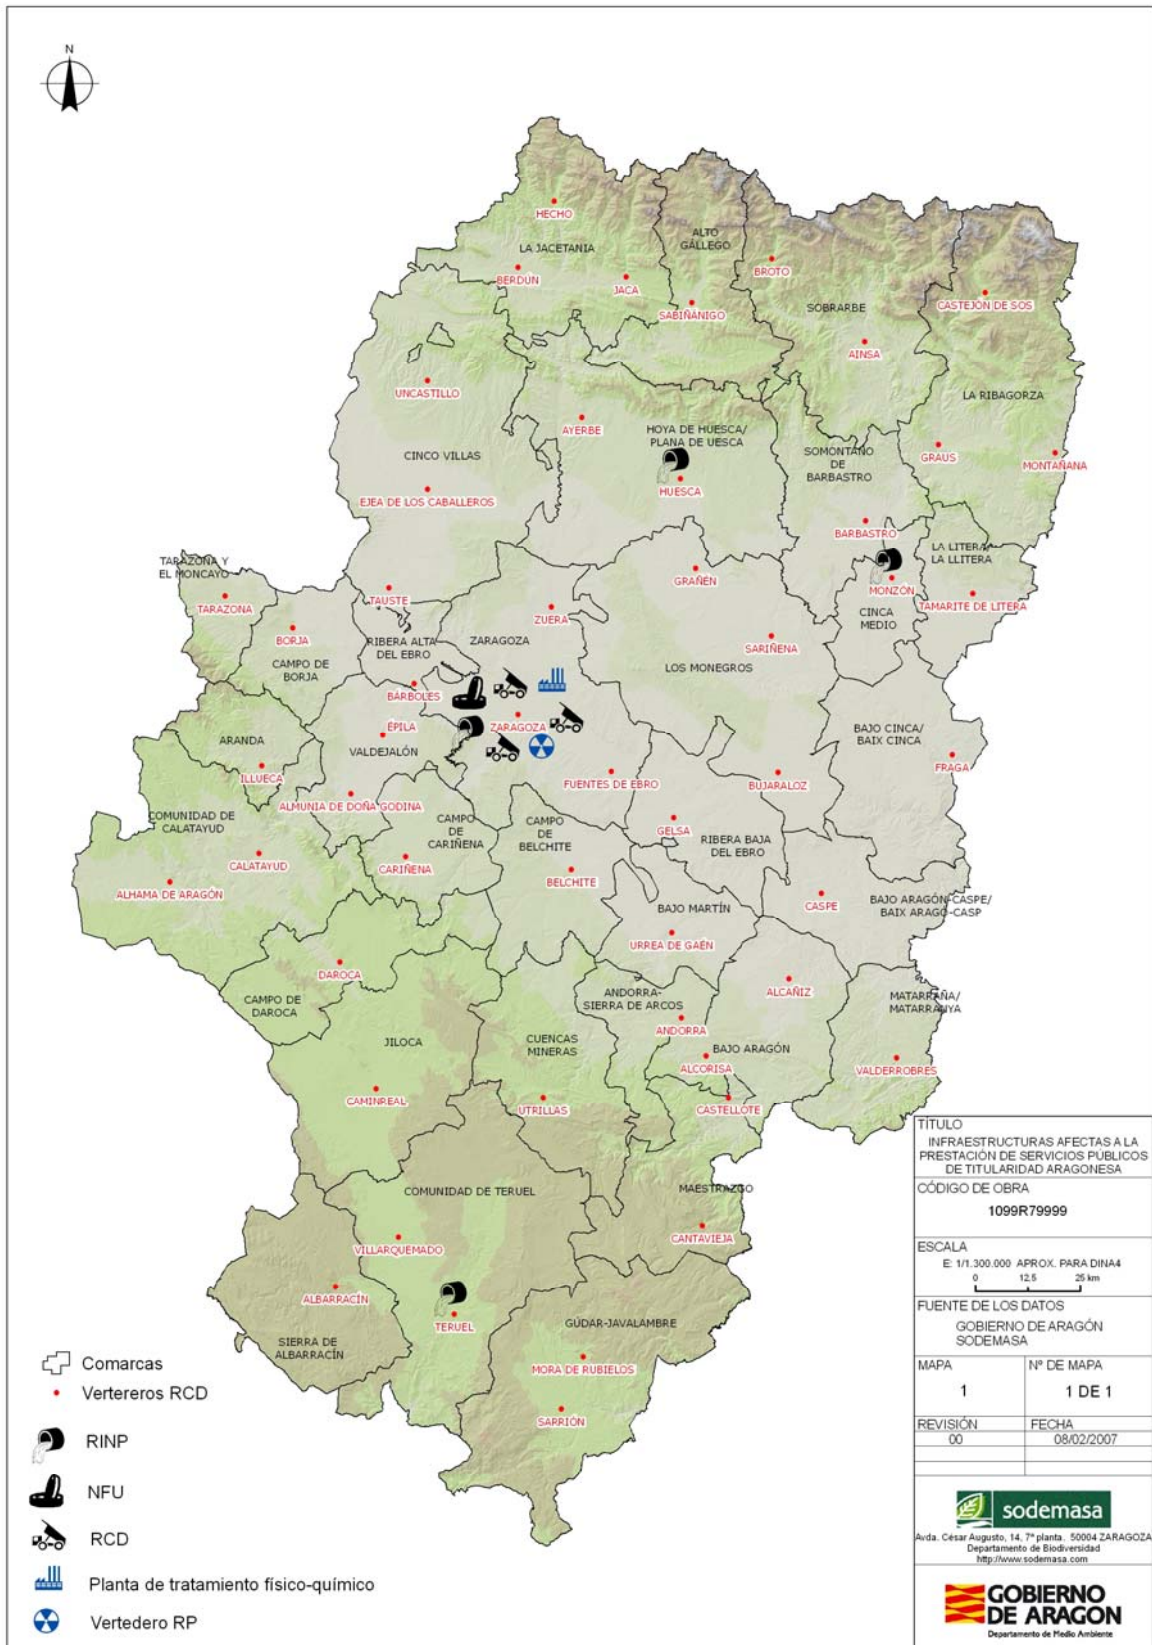 N
HECHO
LA JACETANIA
ALTO
GÁLLEGO
BERDÚN
JACA
BROTO
SABIÑÁNIGO
SOBRARBE
CASTEJÓN DE SOS
AINSA
UNCASTILLO
LA RIBAGORZA
AYERBE
HOYA DE HUESCA/
PLANA DE UESCA
CINCO VILLAS
SOMONTANO
DE
BARBASTRO
GRAUS
MONTAÑANA
HUESCA
EJEA DE LOS CABALLEROS
BARBASTRO
LA LITERA/
LA LLITERA
TARAZONA Y
EL MONCAYO
GRAÑÉN
MONZÓN
TAUSTE
TARAZONA
TAMARITE DE LITERA
ZUERA
CINCA
MEDIO
BORJA
RIBERA ALTA
DEL EBRO
ZARAGOZA
SARIÑENA
CAMPO DE
BORJA
LOS MONEGROS
BÁRBOLES
ÉPILA
ZARAGOZA
BAJO CINCA/
BAIX CINCA
ARANDA
VALDEJALÓN
FRAGA
ILLUECA
FUENTES DE EBRO
BUJARALOZ
ALMUNIA DE DOÑA GODINA
COMUNIDAD DE
CALATAYUD
CAMPO
DE
CARIÑENA
CAMPO
DE
BELCHITE
GELSA
RIBERA BAJA
DEL EBRO
CALATAYUD
CARIÑENA
BELCHITE
ALHAMA DE ARAGÓN
CASPE
BAJO ARAGÓN-CASPE/
BAIX ARAGÓ-CASP
BAJO MARTÍN
URREA DE GAÉN
DAROCA
ALCAÑIZ
CAMPO DE
DAROCA
ANDORRA-
SIERRA DE ARCOS
MATARRAÑA/
MATARRANYA
ANDORRA
JILOCA
CUENCAS
MINERAS
BAJO ARAGÓN
ALCORISA
VALDERROBRES
CAMINREAL
UTRILLAS
CASTELLOTE
COMUNIDAD DE TERUEL
MAESTRAZGO
CANTAVIEJA
VILLARQUEMADO
ALBARRACÍN
TERUEL
GÚDAR-JAVALAMBRE
SIERRA DE
ALBARRACÍN
MORA DE RUBIELOS
SARRIÓN
Comarcas
Vertereros RCD
RINP
NFU
RCD
Planta de tratamiento físico-químico
Vertedero RP
TÍTULO
INFRAESTRUCTURAS AFECTAS A LA
PRESTACIÓN DE SERVICIOS PÚBLICOS
DE TITULARIDAD ARAGONESA
CÓDIGO DE OBRA
1099R79999
ESCALA
E: 1/1.300.000 APROX. PARA DINA4
0 12.5 25 km
FUENTE DE LOS DATOS
GOBIERNO DE ARAGÓN
SODEMASA
MAPA Nº DE MAPA
1 1 DE 1
REVISIÓN FECHA
00 08/02/2007
sodemasa
Avda. César Augusto, 14, 7ª planta. 50004 ZARAGOZA
Departamento de Biodiversidad
http://www.sodemasa.com
GOBIERNO
DE ARAGON
Departamento de Medio Ambiente